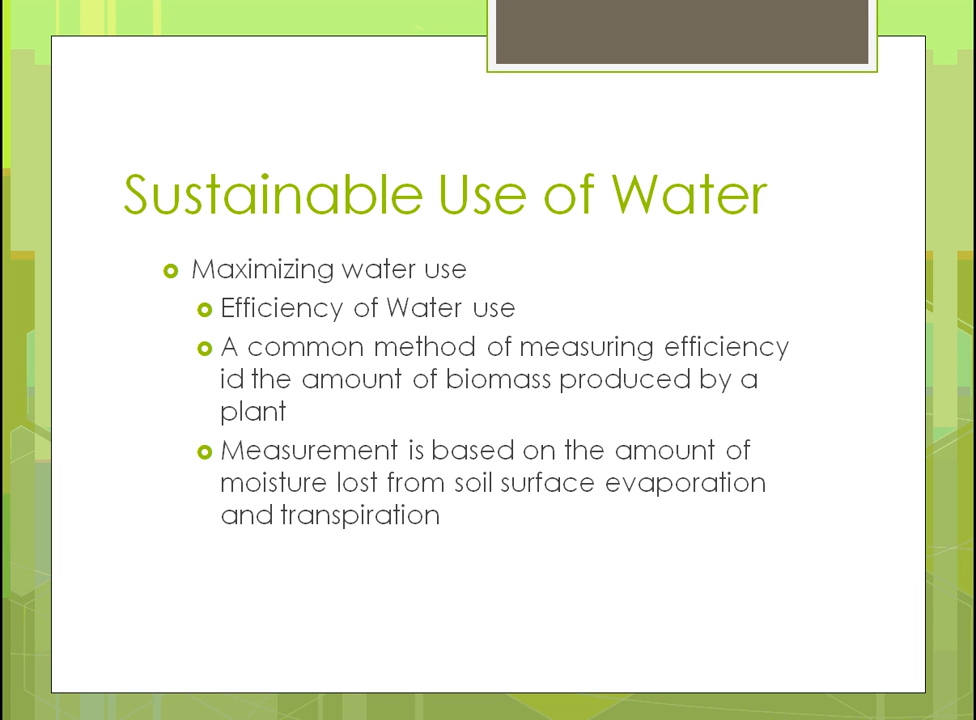 Sustainable Use of Water
Maximizing water use
Efficiency of Water use
A common method of measuring efficiency
id the amount of biomass produced by a
plant
Measurement is based on the amount of
moisture lost from soil surface evaporation
and transpiration